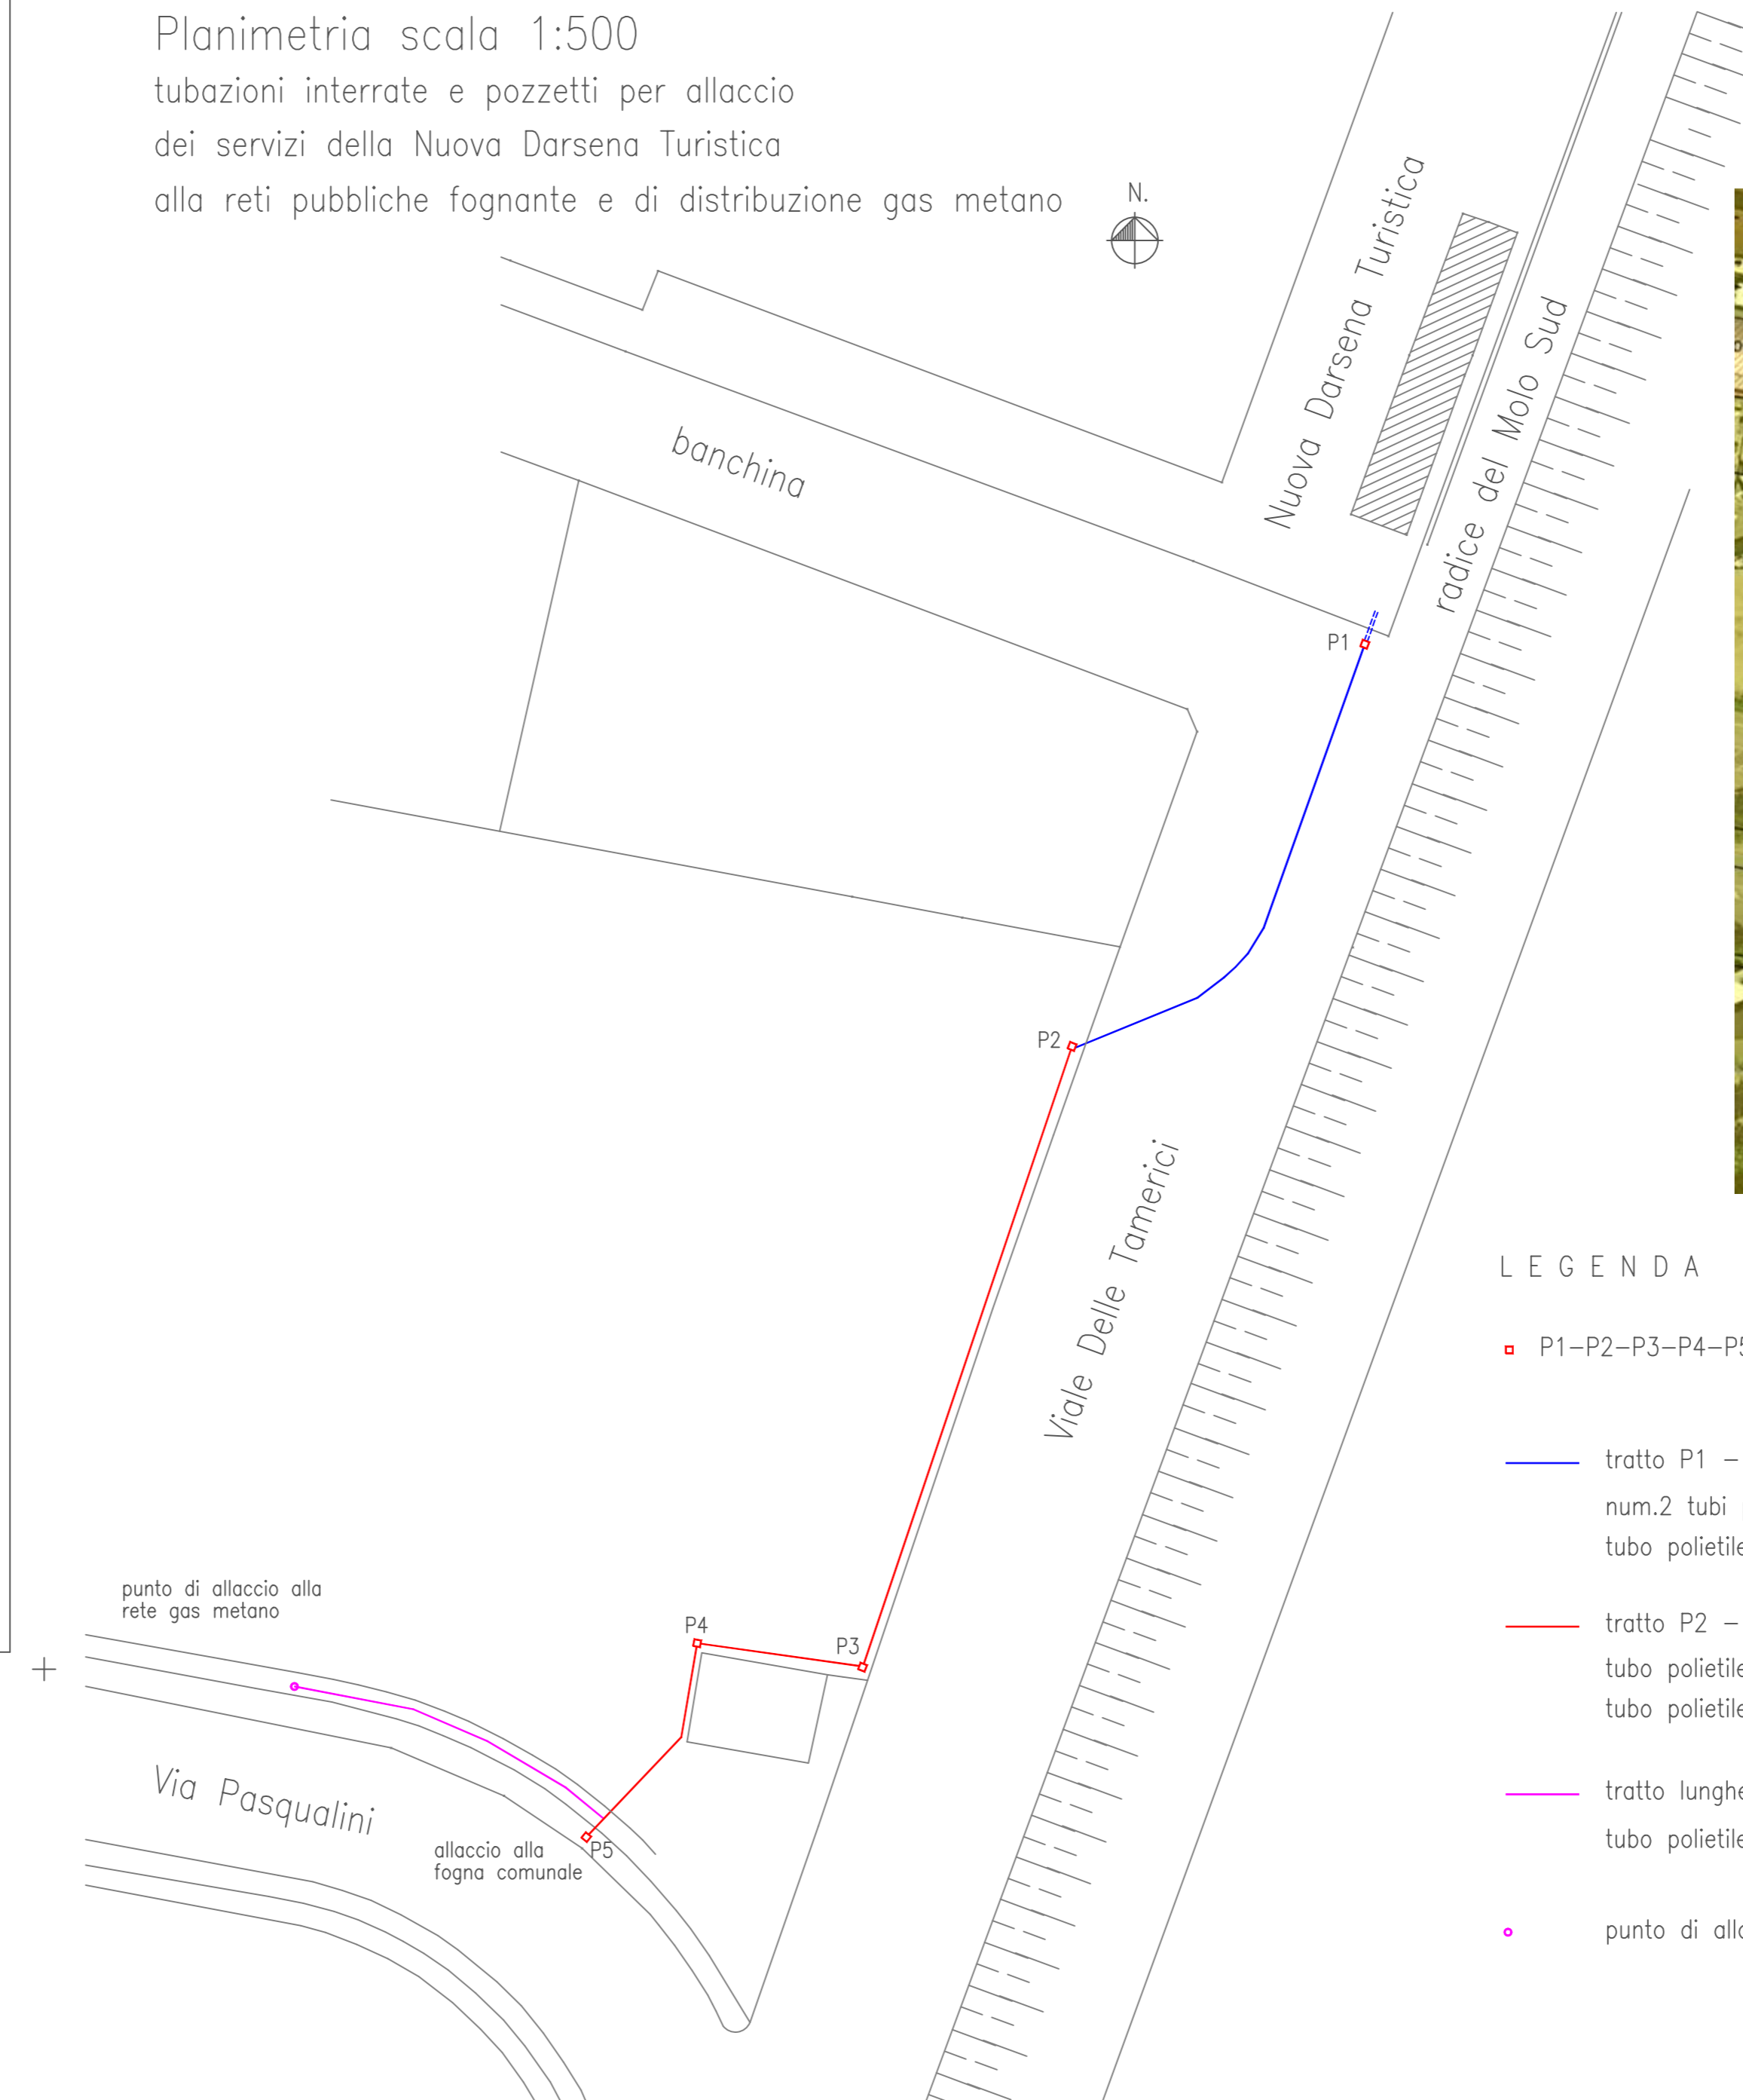 Planimetria scala 1:500
tubazioni interrate e pozzetti per allaccio
dei servizi della Nuova Darsena Turistica
alla reti pubbliche fognante e di distribuzione gas metano
N.
Nuova Darsena Turistica
radice del Molo Sud
banchina
P1
P2
Viale Delle Tamerici
L E G E N D A
P1-P2-P3-P4-P5
tratto P1 -
num.2 tubi
tubo polietile
tratto P2 -
tubo polietile
tubo polietile
tratto lunghe
tubo polietile
punto di alla
punto di allaccio alla
rete gas metano
P4
P3
Via Pasqualini
P5
allaccio alla
fogna comunale